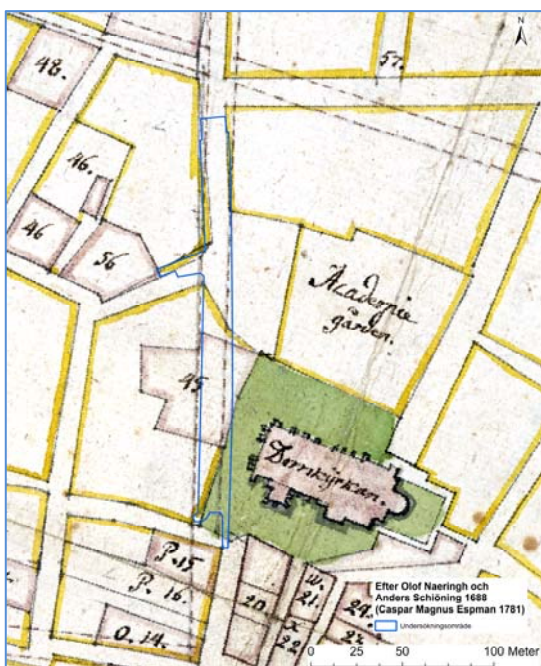 N
48.
57.
46.
46
56
Academie
gården.
45
Domkÿrkan.
P. 15
P. 16.
O. 14.
20.
21.
22
24.
Efter Olof Naeringh och
Anders Schiöning 1688
(Caspar Magnus Espman 1781)
Undersökningsområde
0 25 50 100 Meter